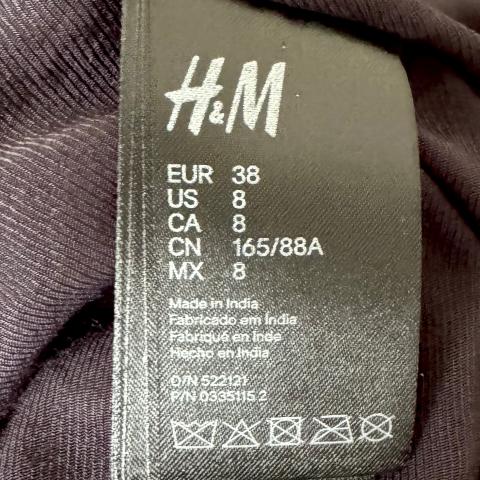 H&M
EUR 38
US 8
CA 8
CN 165/88A
MX 8
Made in India
Fabricado em Índia
Fabriqué en Inde
Hecho en India
O/N 522121
P/N 0335115.2